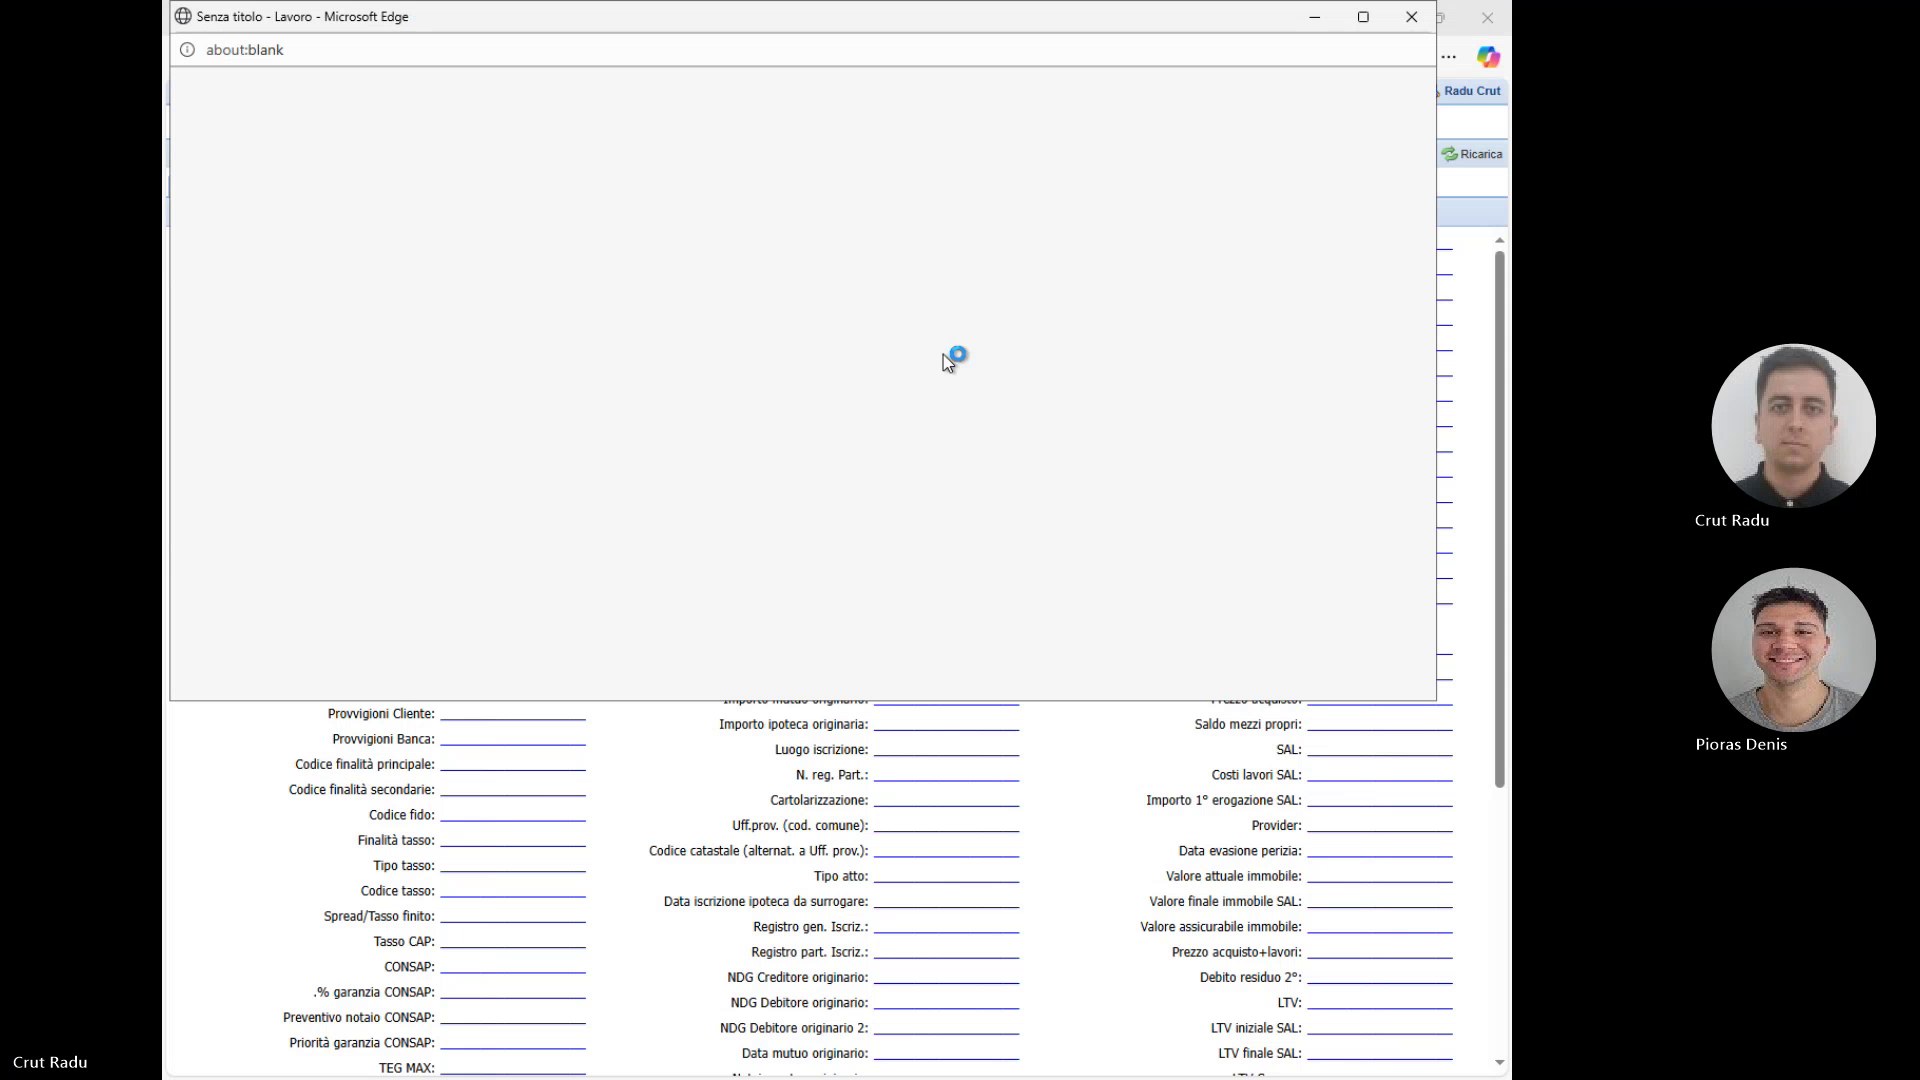 Senza titolo - Lavoro - Microsoft Edge
about:blank
Radu Crut
Ricarica
Provvigioni Cliente:
Provvigioni Banca:
Codice finalità principale:
Codice finalità secondarie:
Codice fido:
Finalità tasso:
Tipo tasso:
Codice tasso:
Spread/Tasso finito:
Tasso CAP:
CONSAP:
.% garanzia CONSAP:
Preventivo notaio CONSAP:
Priorità garanzia CONSAP:
TEG MAX:
Importo mutuo originario:
Importo ipoteca originaria:
Luogo iscrizione:
N. reg. Part.:
Cartolarizzazione:
Uff.prov. (cod. comune):
Codice catastale (alternat. a Uff. prov.):
Tipo atto:
Data iscrizione ipoteca da surrogare:
Registro gen. Iscriz.:
Registro part. Iscriz.:
NDG Creditore originario:
NDG Debitore originario:
NDG Debitore originario 2:
Data mutuo originario:
Prezzo acquisto:
Saldo mezzi propri:
SAL:
Costi lavori SAL:
Importo 1° erogazione SAL:
Provider:
Data evasione perizia:
Valore attuale immobile:
Valore finale immobile SAL:
Valore assicurabile immobile:
Prezzo acquisto+lavori:
Debito residuo 2°:
LTV:
LTV iniziale SAL:
LTV finale SAL:
Crut Radu
Pioras Denis
Crut Radu